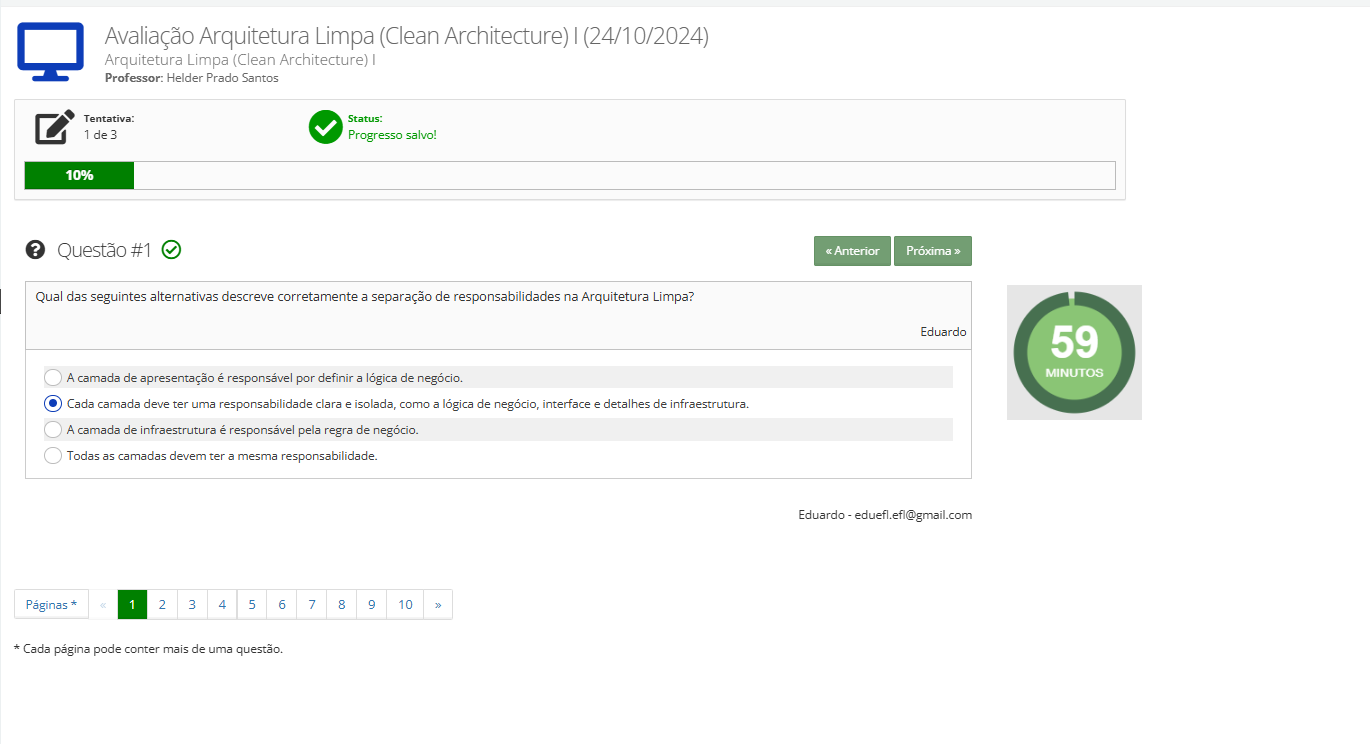 Avaliação Arquitetura Limpa (Clean Architecture) I (24/10/2024)
Arquitetura Limpa (Clean Architecture) I
Professor: Helder Prado Santos
Tentativa:
1 de 3
Status:
Progresso salvo!
10%
Questão #1
« Anterior
Próxima »
Qual das seguintes alternativas descreve corretamente a separação de responsabilidades na Arquitetura Limpa?
Eduardo
59
MINUTOS
A camada de apresentação é responsável por definir a lógica de negócio.
Cada camada deve ter uma responsabilidade clara e isolada, como a lógica de negócio, interface e detalhes de infraestrutura.
A camada de infraestrutura é responsável pela regra de negócio.
Todas as camadas devem ter a mesma responsabilidade.
Eduardo - eduefl.efl@gmail.com
Páginas * « 1 2 3 4 5 6 7 8 9 10 »
* Cada página pode conter mais de uma questão.